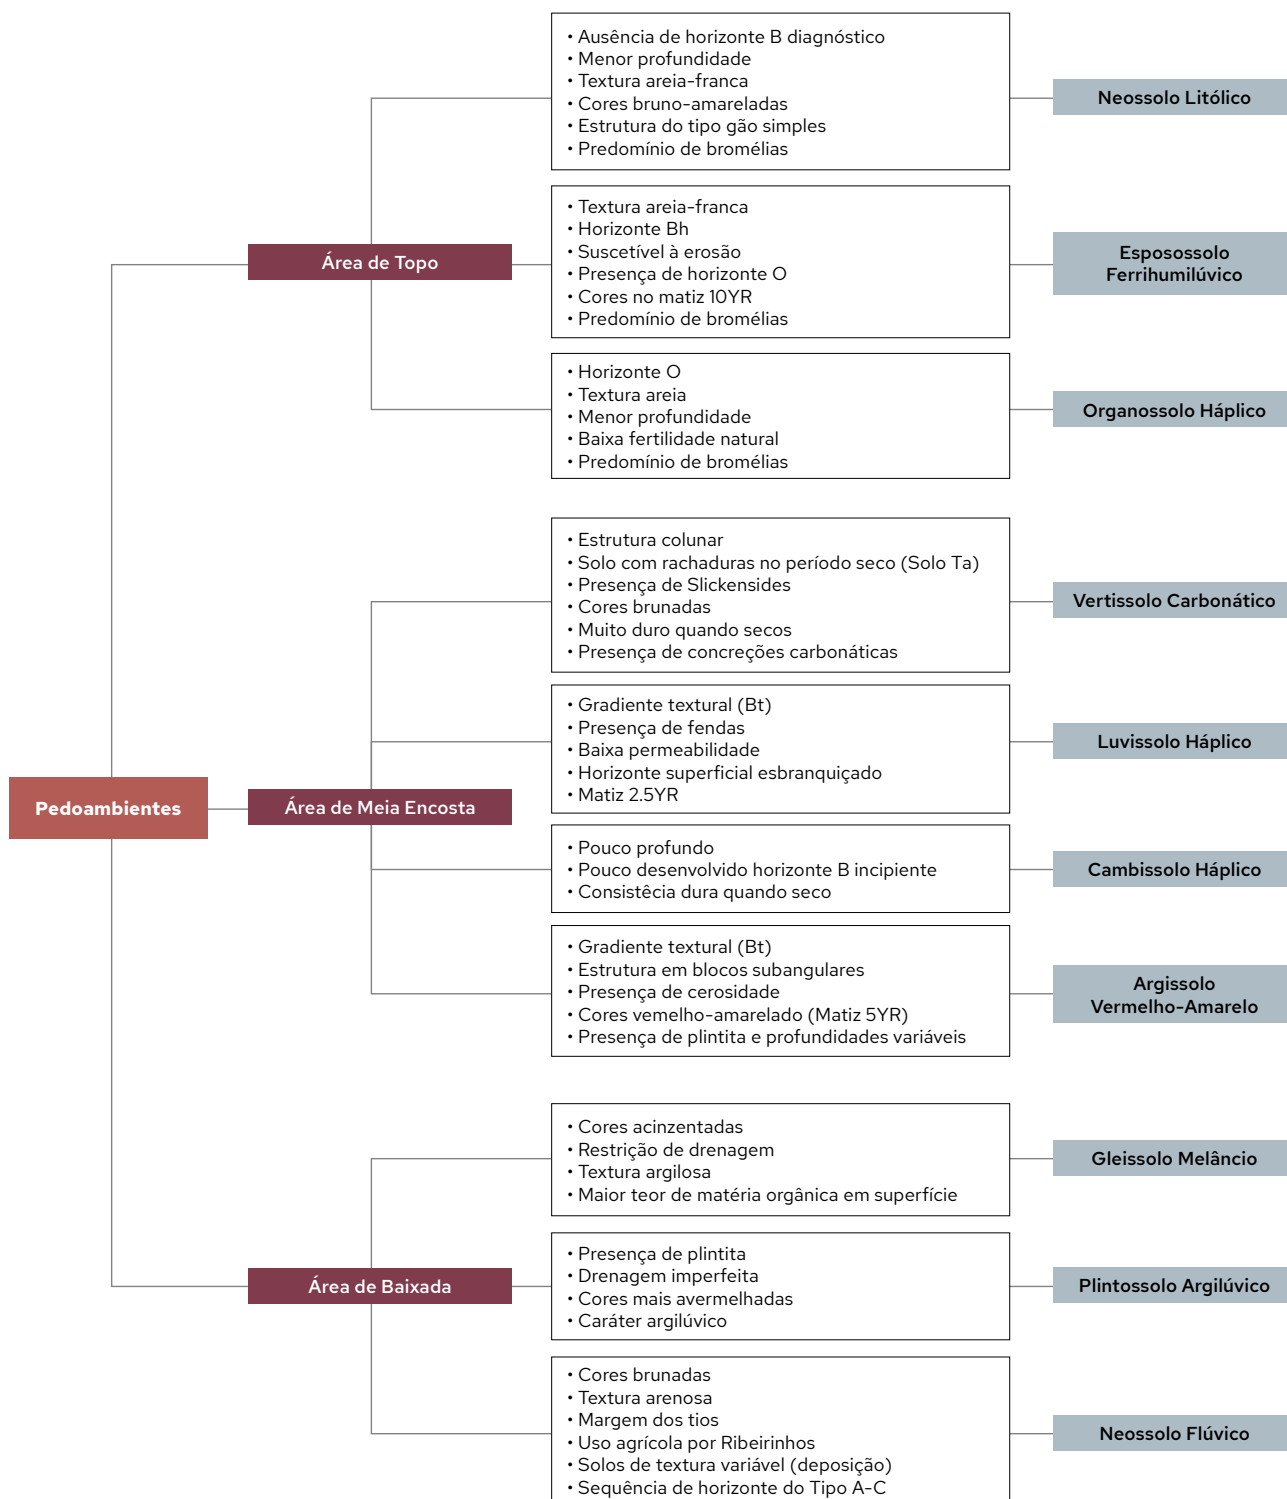 Pedoambientes
Área de Topo
• Ausência de horizonte B diagnóstico
• Menor profundidade
• Textura areia-franca
• Cores bruno-amareladas
• Estrutura do tipo gão simples
• Predomínio de bromélias
Neossolo Litólico
• Textura areia-franca
• Horizonte Bh
• Suscetível à erosão
• Presença de horizonte O
• Cores no matiz 10YR
• Predomínio de bromélias
Esposossolo
Ferrihumilúvico
• Horizonte O
• Textura areia
• Menor profundidade
• Baixa fertilidade natural
• Predomínio de bromélias
Organossolo Háplico
Área de Meia Encosta
• Estrutura colunar
• Solo com rachaduras no período seco (Solo Ta)
• Presença de Slickensides
• Cores brunadas
• Muito duro quando secos
• Presença de concreções carbonáticas
Vertissolo Carbonático
• Gradiente textural (Bt)
• Presença de fendas
• Baixa permeabilidade
• Horizonte superficial esbranquiçado
• Matiz 2.5YR
Luvissolo Háplico
• Pouco profundo
• Pouco desenvolvido horizonte B incipiente
• Consistêcia dura quando seco
Cambissolo Háplico
• Gradiente textural (Bt)
• Estrutura em blocos subangulares
• Presença de cerosidade
• Cores vemelho-amarelado (Matiz 5YR)
• Presença de plintita e profundidades variáveis
Argissolo
Vermelho-Amarelo
Área de Baixada
• Cores acinzentadas
• Restrição de drenagem
• Textura argilosa
• Maior teor de matéria orgânica em superfície
Gleissolo Melâncio
• Presença de plintita
• Drenagem imperfeita
• Cores mais avermelhadas
• Caráter argilúvico
Plintossolo Argilúvico
• Cores brunadas
• Textura arenosa
• Margem dos tios
• Uso agrícola por Ribeirinhos
• Solos de textura variável (deposição)
• Sequência de horizonte do Tipo A-C
Neossolo Flúvico